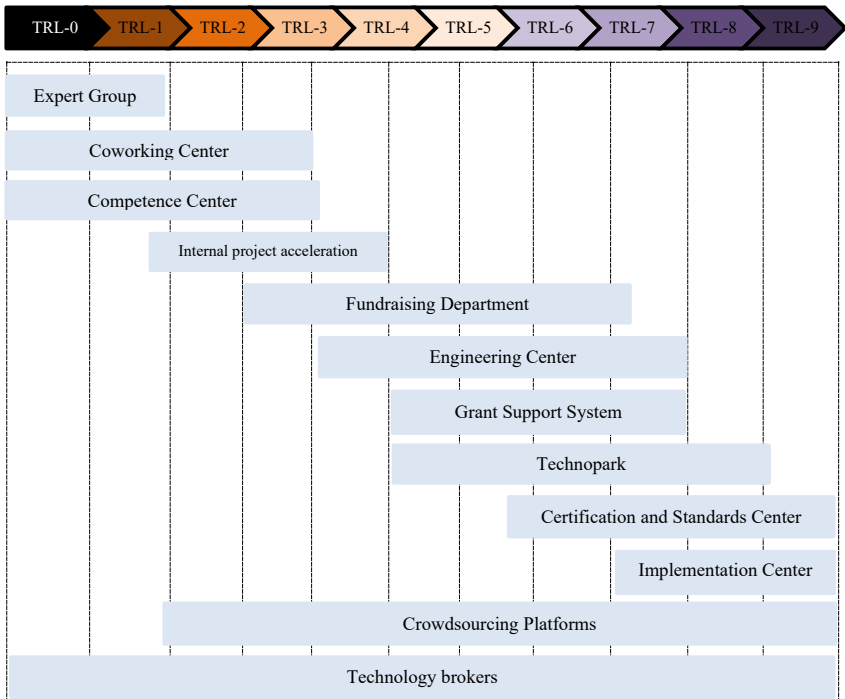 TRL-0 TRL-1 TRL-2 TRL-3 TRL-4 TRL-5 TRL-6 TRL-7 TRL-8 TRL-9
Expert Group
Coworking Center
Competence Center
Internal project acceleration
Fundraising Department
Engineering Center
Grant Support System
Technopark
Certification and Standards Center
Implementation Center
Crowdsourcing Platforms
Technology brokers